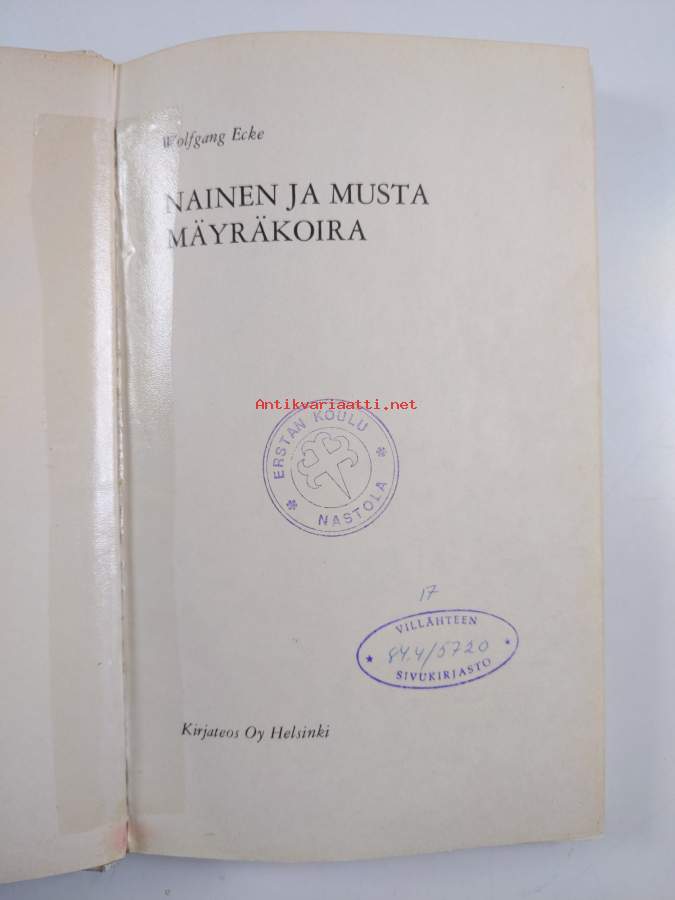 Wolfgang Ecke
NAINEN JA MUSTA
MÄYRÄKOIRA
Antikvariaatti.net
ERSTAN KOULU
NASTOLA
17
VILLÄHTEEN
84.4/5720
SIVUKIRJASTO
Kirjateos Oy Helsinki